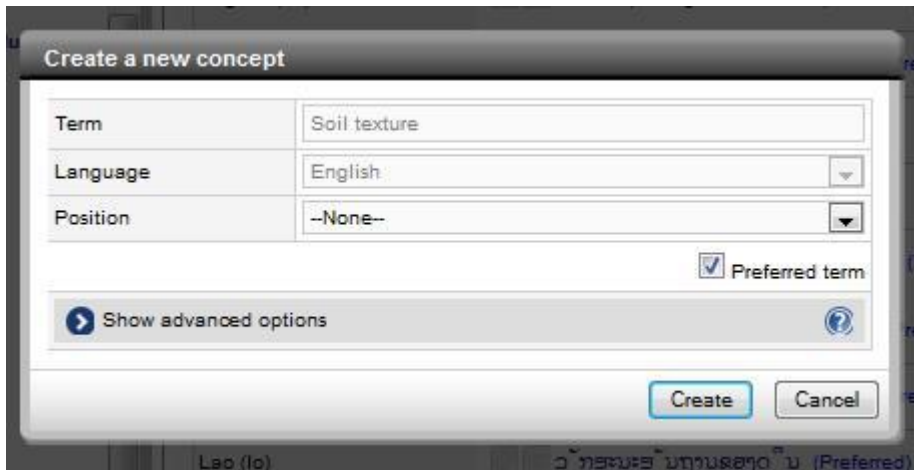 Create a new concept
Term Soil texture
Language English
Position --None--
Preferred term
Show advanced options
Create Cancel
Lao (lo) (Preferred)